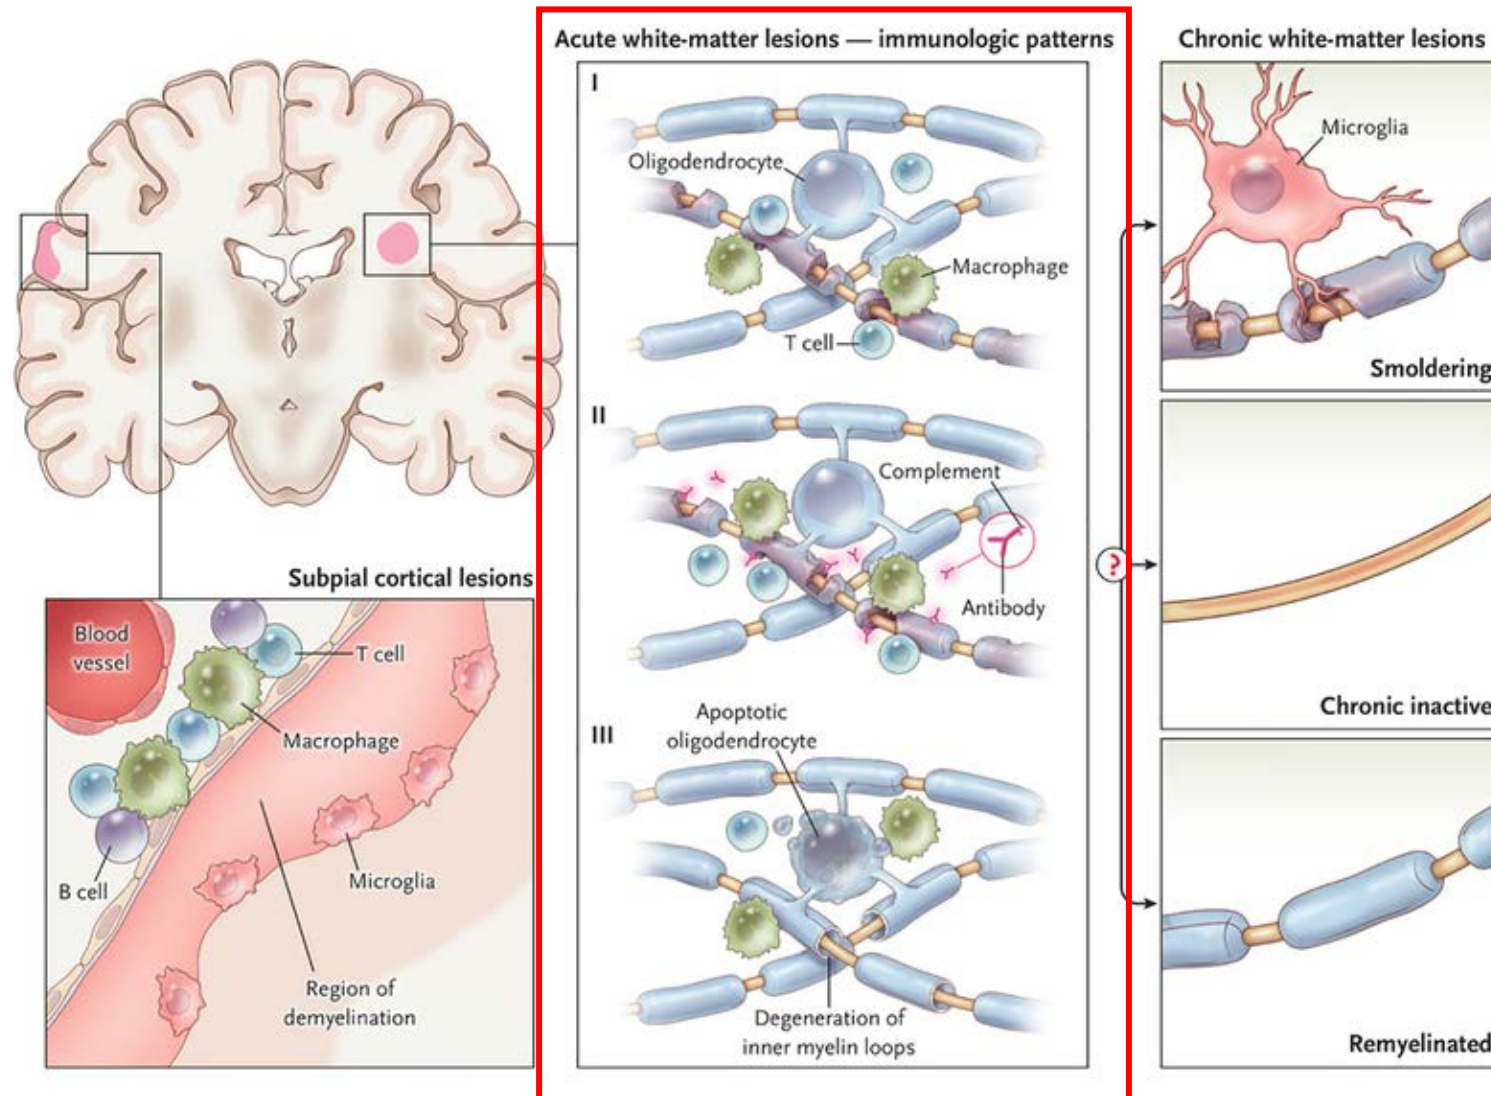 Acute white-matter lesions — immunologic patterns
I
Oligodendrocyte
Macrophage
T cell
II
Complement
Antibody
III
Apoptotic
oligodendrocyte
Degeneration of
inner myelin loops
Chronic white-matter lesions
Microglia
Smoldering
?
Chronic inactive
Remyelinated
Subpial cortical lesions
Blood
vessel
T cell
Macrophage
B cell
Microglia
Region of
demyelination